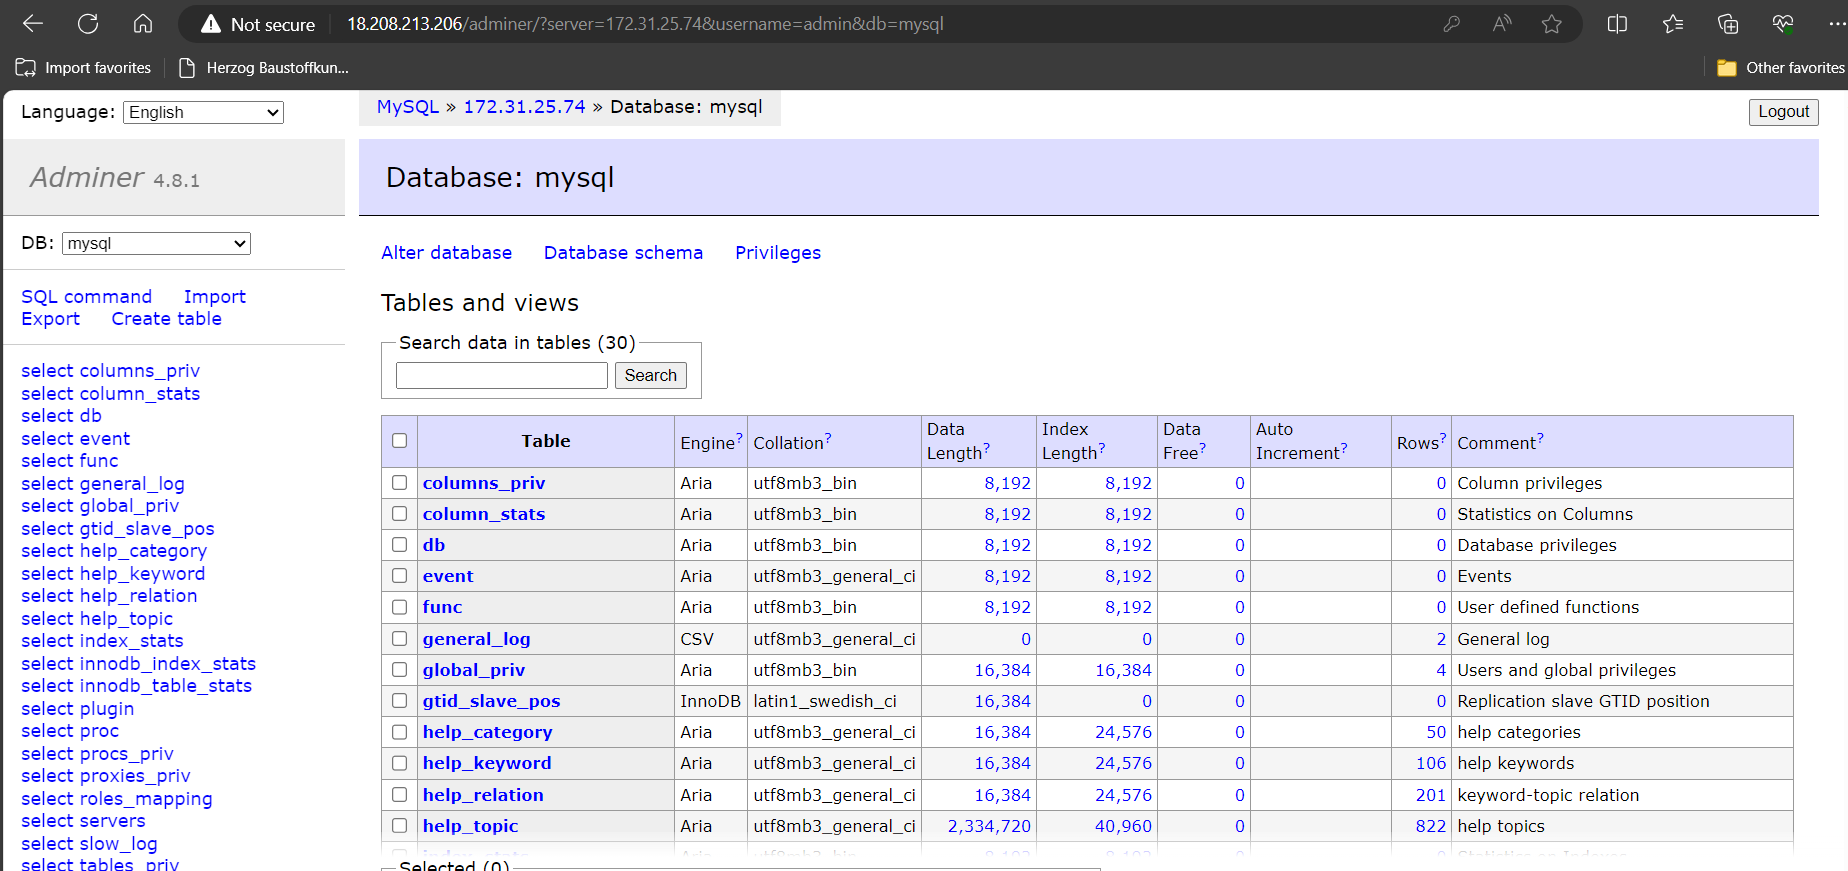 Not secure 18.208.213.206/adminer/?server=172.31.25.74&username=admin&db=mysql
Import favorites Herzog Baustoffkun... Other favorites
Language: English
MySQL » 172.31.25.74 » Database: mysql
Logout
Adminer 4.8.1
Database: mysql
DB: mysql
Alter database Database schema Privileges
SQL command Import
Export Create table
Tables and views
Search data in tables (30)
Search
select columns_priv
select column_stats
select db
select event
select func
select general_log
select global_priv
select gtid_slave_pos
select help_category
select help_keyword
select help_relation
select help_topic
select index_stats
select innodb_index_stats
select innodb_table_stats
select plugin
select proc
select procs_priv
select proxies_priv
select roles_mapping
select servers
select slow_log
select tables_priv
Table Engine? Collation? Data Length? Index Length? Data Free? Auto Increment? Rows? Comment?
columns_priv Aria utf8mb3_bin 8,192 8,192 0 0 Column privileges
column_stats Aria utf8mb3_bin 8,192 8,192 0 0 Statistics on Columns
db Aria utf8mb3_bin 8,192 8,192 0 0 Database privileges
event Aria utf8mb3_general_ci 8,192 8,192 0 0 Events
func Aria utf8mb3_bin 8,192 8,192 0 0 User defined functions
general_log CSV utf8mb3_general_ci 0 0 0 2 General log
global_priv Aria utf8mb3_bin 16,384 16,384 0 4 Users and global privileges
gtid_slave_pos InnoDB latin1_swedish_ci 16,384 0 0 0 Replication slave GTID position
help_category Aria utf8mb3_general_ci 16,384 24,576 0 50 help categories
help_keyword Aria utf8mb3_general_ci 16,384 24,576 0 106 help keywords
help_relation Aria utf8mb3_general_ci 16,384 24,576 0 201 keyword-topic relation
help_topic Aria utf8mb3_general_ci 2,334,720 40,960 0 822 help topics
index_stats Aria utf8mb3_bin 8,192 8,192 0 0 Statistics on Indexes
Selected (0)